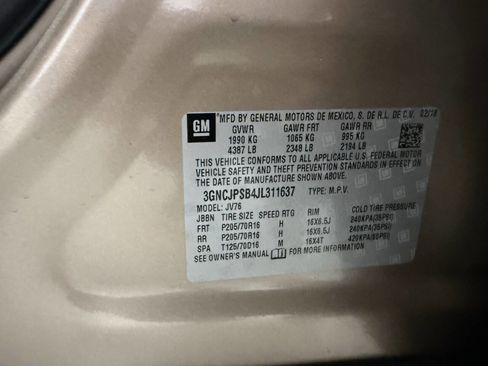 GM
*MFD BY GENERAL MOTORS DE MEXICO, S. DE R.L. DE C.V. 02/18
GVWR GAWR FRT GAWR RR
1990 KG 1065 KG 995 KG
4387 LB 2348 LB 2194 LB
THIS VEHICLE CONFORMS TO ALL APPLICABLE U.S. FEDERAL MOTOR
VEHICLE SAFETY AND THEFT PREVENTION STANDARDS IN EFFECT ON
THE DATE OF MANUFACTURE SHOWN ABOVE.
3GNCJPSB4JL311637 TYPE: M.P.V.
MODEL: JV76
JBBN TIRE SIZE SPEED RTG RIM COLD TIRE PRESSURE
FRT P205/70R16 H 16X6.5J 240KPA(35PSI)
RR P205/70R16 H 16X6.5J 240KPA(35PSI)
SPA T125/70D16 M 16X4T 420KPA(60PSI)
SEE OWNER'S MANUAL FOR MORE INFORMATION